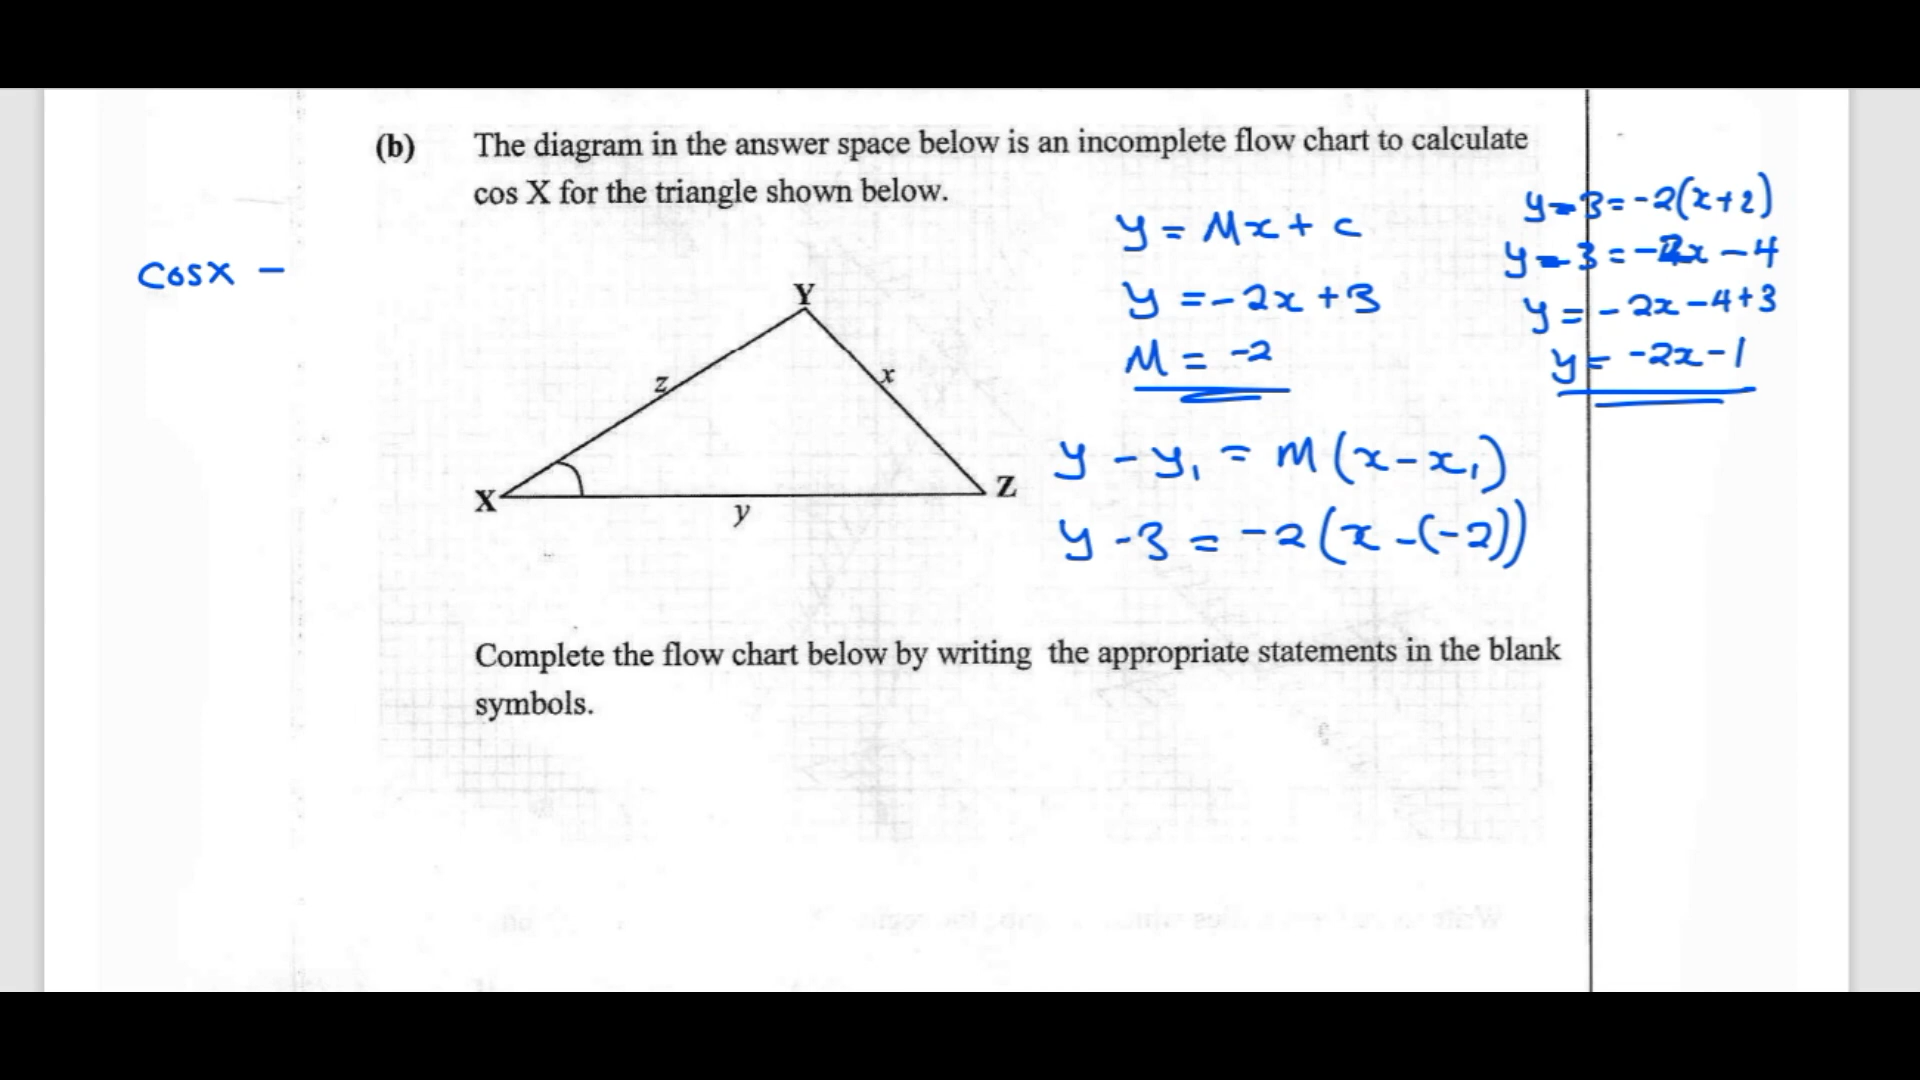 (b) The diagram in the answer space below is an incomplete flow chart to calculate
cos X for the triangle shown below.
cosx –
Y
z
x
X
Z
y
y = Mx + c
y = -2x + 3
M = -2
y - y₁ = M(x - x₁)
y - 3 = -2(x -(-2))
y - 3 = -2(x+2)
y - 3 = -2x - 4
y = -2x - 4 + 3
y = -2x - 1
Complete the flow chart below by writing the appropriate statements in the blank
symbols.